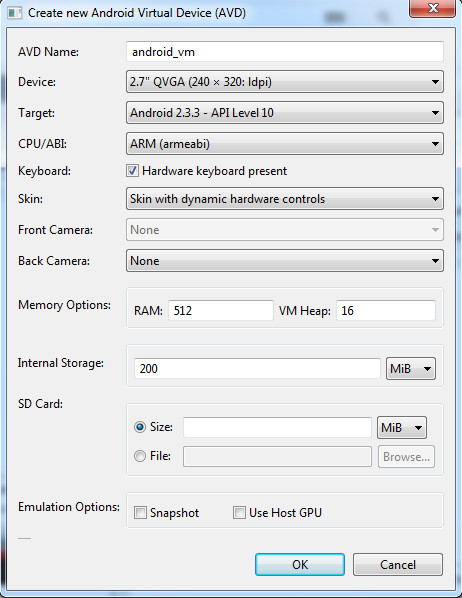 Create new Android Virtual Device (AVD)
AVD Name: android_vm
Device: 2.7" QVGA (240 × 320: ldpi)
Target: Android 2.3.3 - API Level 10
CPU/ABI: ARM (armeabi)
Keyboard: Hardware keyboard present
Skin: Skin with dynamic hardware controls
Front Camera: None
Back Camera: None
Memory Options: RAM: 512 VM Heap: 16
Internal Storage: 200 MiB
SD Card:
Size: MiB
File: Browse...
Emulation Options: Snapshot Use Host GPU
OK Cancel